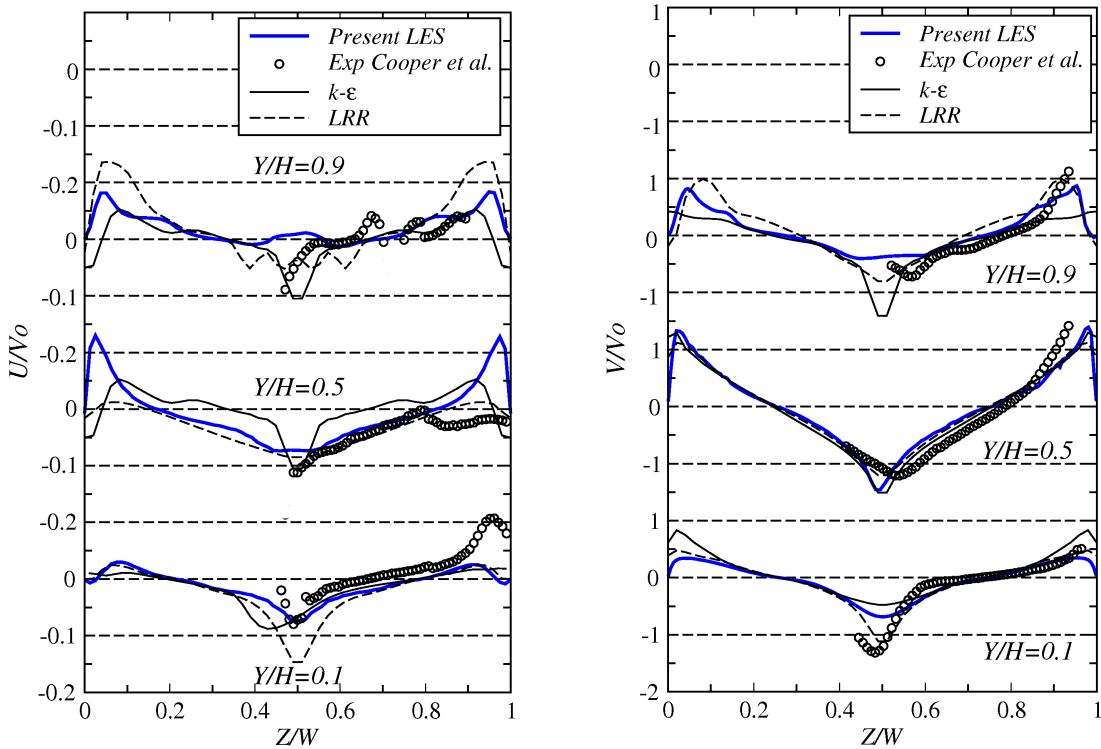 Present LES
Exp Cooper et al.
k-ε
LRR
0
-0.1
-0.2
0
-0.1
-0.2
0
-0.1
-0.2
0
-0.1
-0.2
Y/H=0.9
Y/H=0.5
Y/H=0.1
U/Vo
0
0.2
0.4
0.6
0.8
1
Z/W
Present LES
Exp Cooper et al.
k-ε
LRR
1
0
-1
1
0
-1
1
0
-1
1
0
-1
-2
Y/H=0.9
Y/H=0.5
Y/H=0.1
V/Vo
0
0.2
0.4
0.6
0.8
1
Z/W